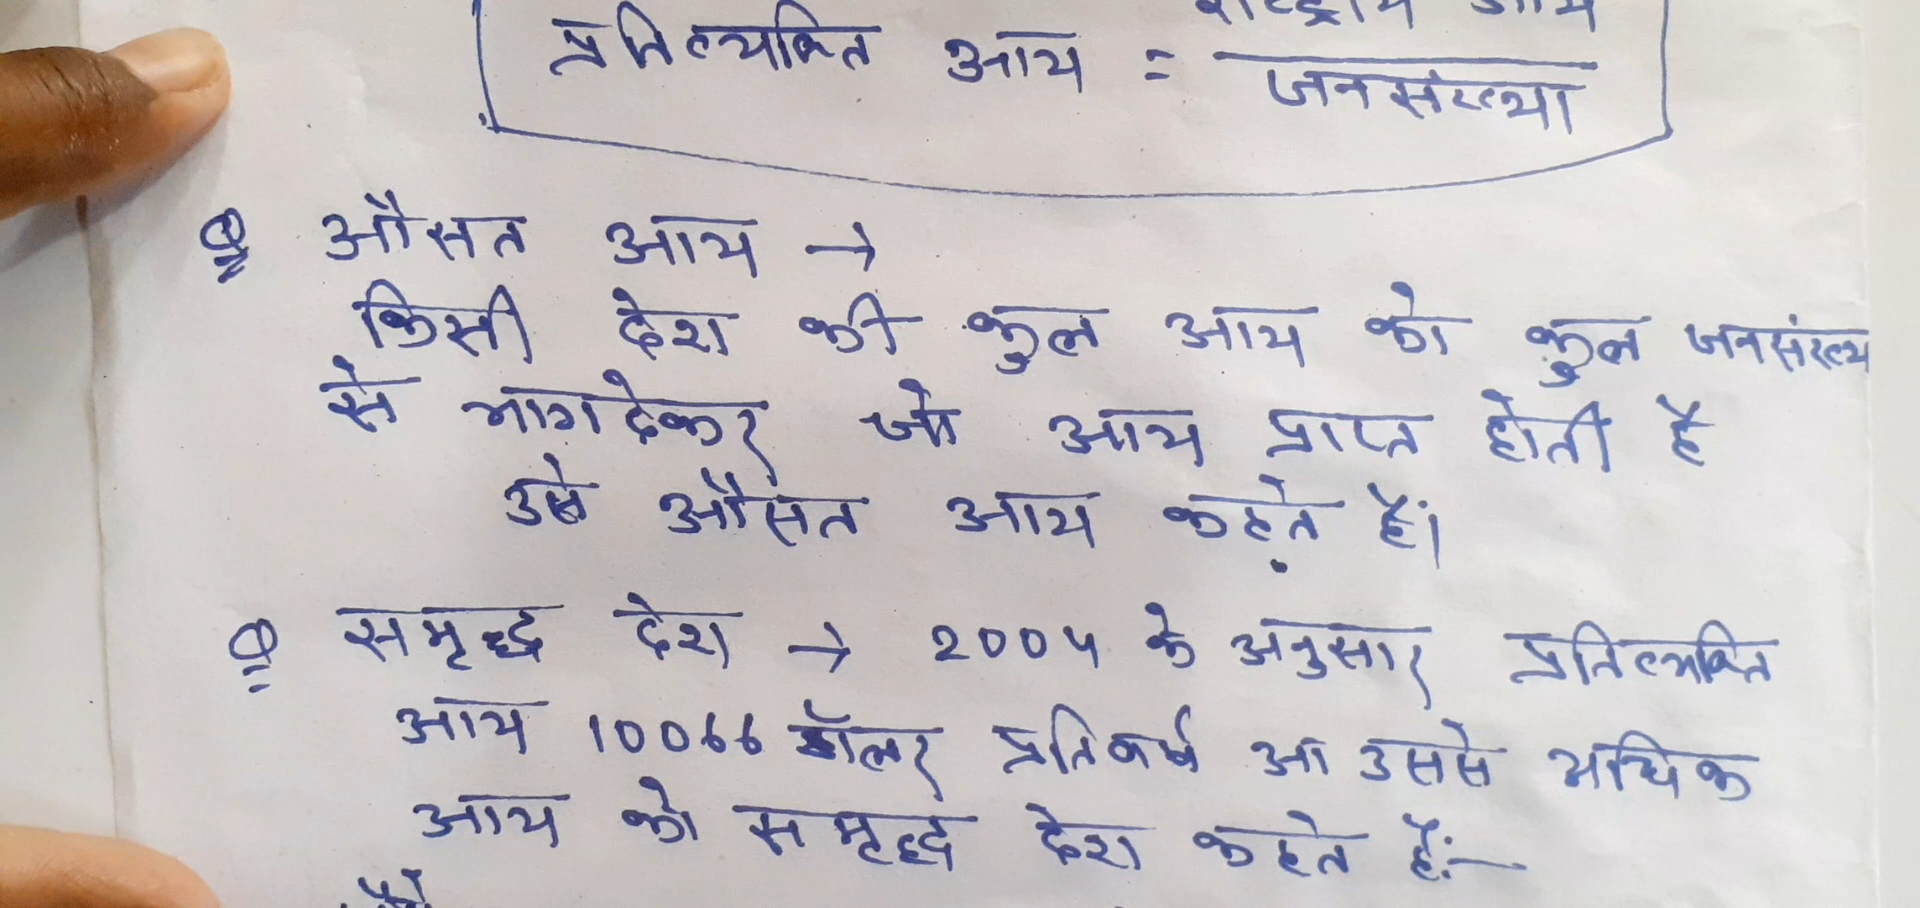 राष्ट्रीय आय
प्रतिव्यक्ति आय = जनसंख्या
औसत आय →
किसी देश की कुल आय को कुल जनसंख्य
से भाग देकर जो आय प्राप्त होती है
उसे औसत आय कहते हैं।
समृद्ध देश → 2004 के अनुसार प्रतिव्यक्ति
आय 10066 डॉलर प्रतिवर्ष या उससे अधिक
आय को समृद्ध देश कहते हैं:-